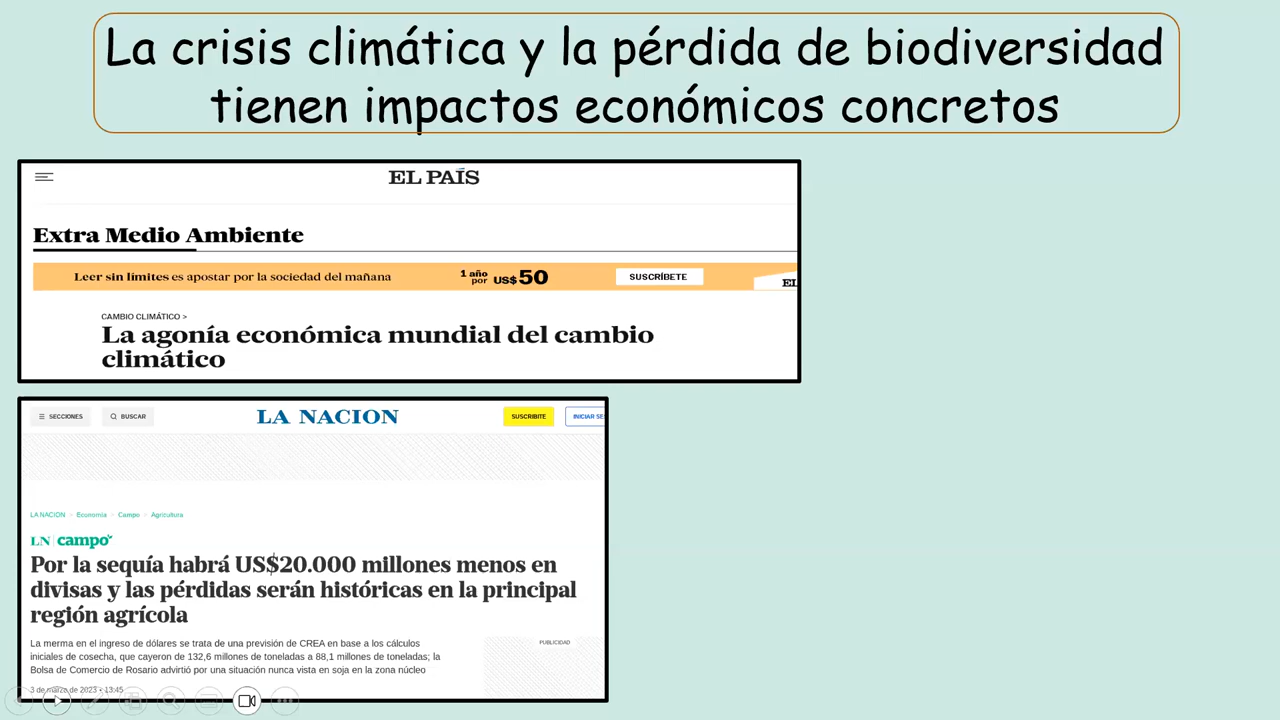 La crisis climática y la pérdida de biodiversidad
tienen impactos económicos concretos
EL PAÍS
Extra Medio Ambiente
Leer sin límites es apostar por la sociedad del mañana
1 año
por US$50
SUSCRÍBETE
EL
CAMBIO CLIMÁTICO >
La agonía económica mundial del cambio
climático
SECCIONES
BUSCAR
LA NACION
SUSCRIBITE
INICIAR SE
LA NACION > Economía > Campo > Agricultura
LN campo
Por la sequía habrá US$20.000 millones menos en
divisas y las pérdidas serán históricas en la principal
región agrícola
La merma en el ingreso de dólares se trata de una previsión de CREA en base a los cálculos
iniciales de cosecha, que cayeron de 132,6 millones de toneladas a 88,1 millones de toneladas; la
Bolsa de Comercio de Rosario advirtió por una situación nunca vista en soja en la zona núcleo
PUBLICIDAD
3 de marzo de 2023 • 13:45